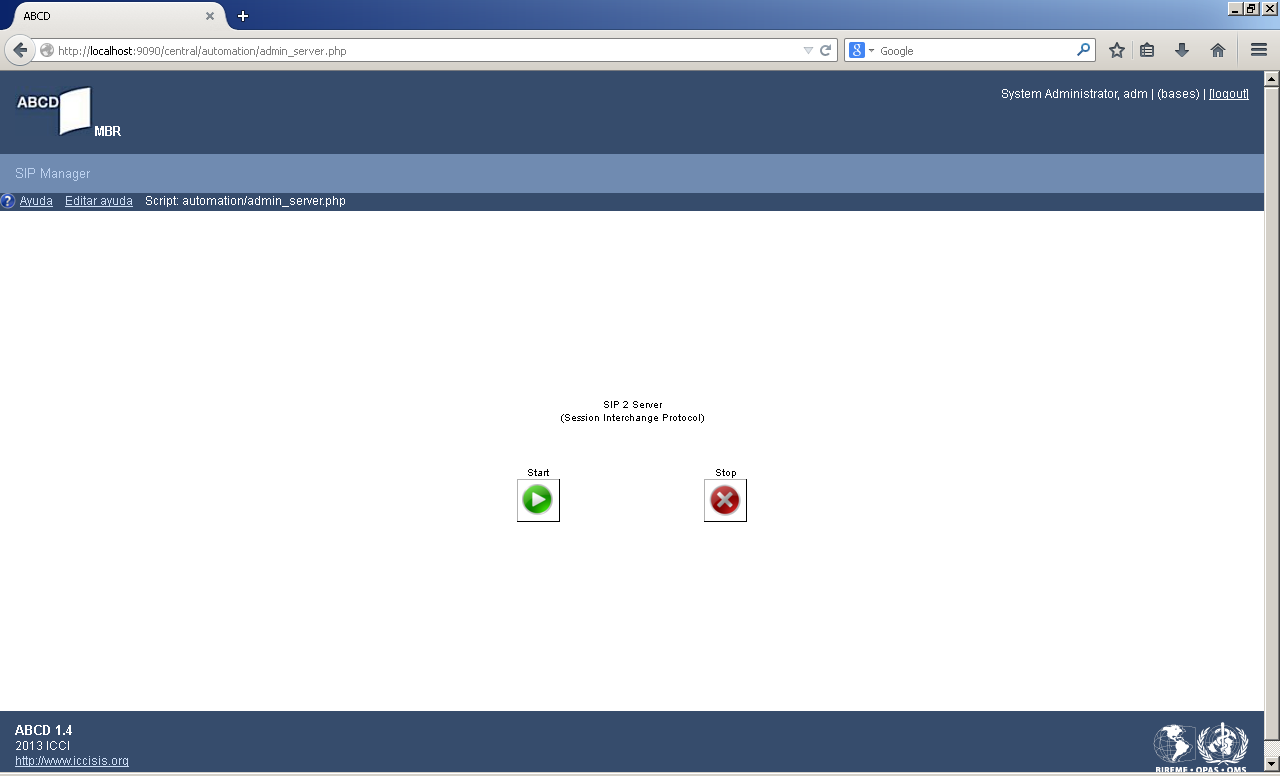 ABCD
http://localhost:9090/central/automation/admin_server.php
Google
ABCD
MBR
System Administrator, adm | (bases) | [logout]
SIP Manager
? Ayuda Editar ayuda Script: automation/admin_server.php
SIP 2 Server
(Session Interchange Protocol)
Start Stop
ABCD 1.4
2013 ICCI
http://www.iccisis.org
BIREME • OPAS • OMS